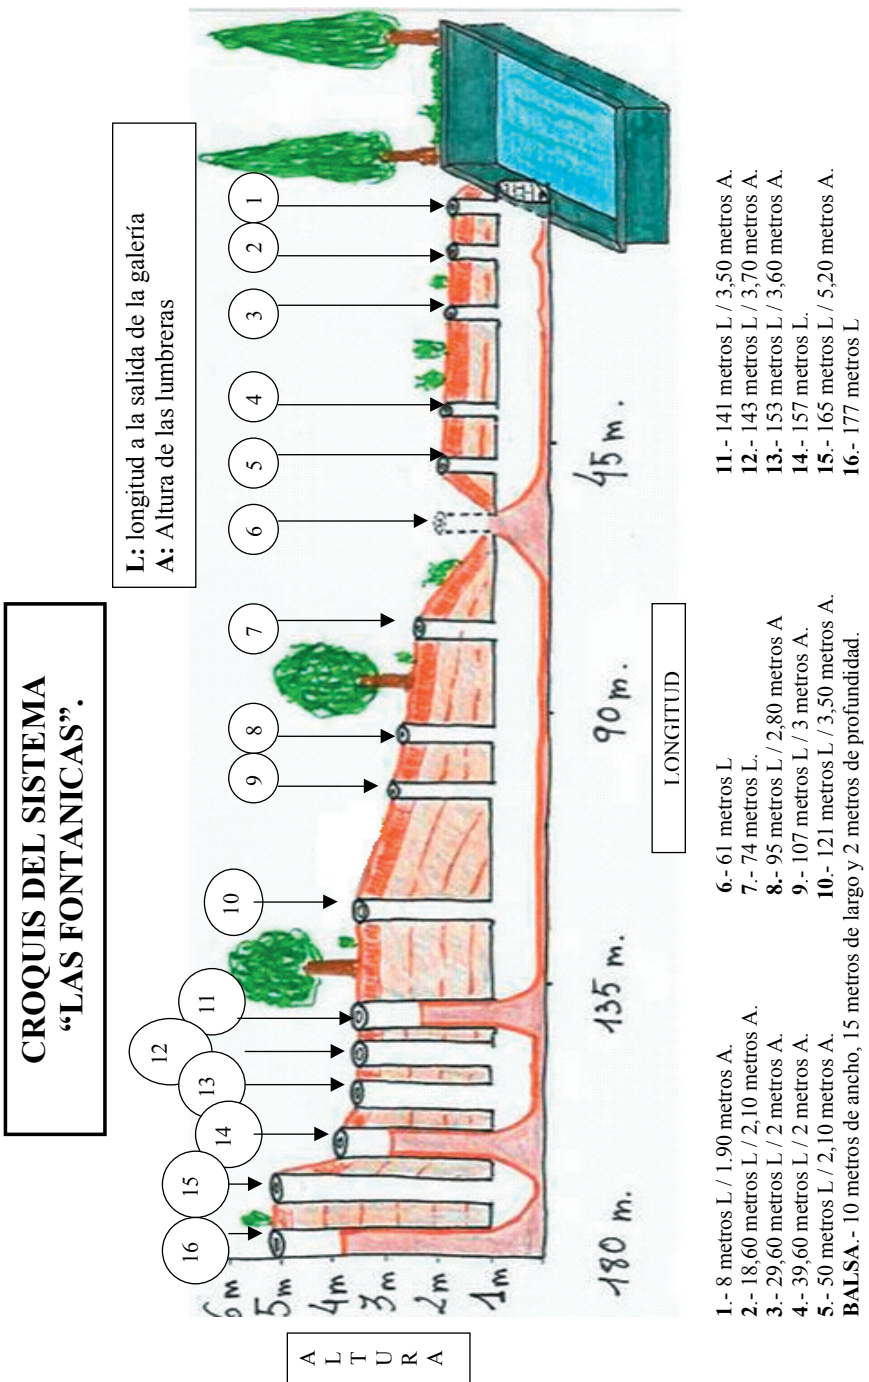 CROQUIS DEL SISTEMA
“LAS FONTANICAS”.
L: longitud a la salida de la galería
A: Altura de las lumbreras
16
15
14
13
12
11
10
9
8
7
6
5
4
3
2
1
A
L
T
U
R
A
6m
5m
4m
3m
2m
1m
180 m.
135 m.
90 m.
45 m.
LONGITUD
1.- 8 metros L / 1.90 metros A.
2.- 18,60 metros L / 2,10 metros A.
3.- 29,60 metros L / 2 metros A.
4.- 39,60 metros L / 2 metros A.
5.- 50 metros L / 2,10 metros A.
6.- 61 metros L
7.- 74 metros L.
8.- 95 metros L / 2,80 metros A
9.- 107 metros L / 3 metros A.
10.- 121 metros L / 3,50 metros A.
11.- 141 metros L / 3,50 metros A.
12.- 143 metros L / 3,70 metros A.
13.- 153 metros L / 3,60 metros A.
14.- 157 metros L.
15.- 165 metros L / 5,20 metros A.
16.- 177 metros L
BALSA.- 10 metros de ancho, 15 metros de largo y 2 metros de profundidad.